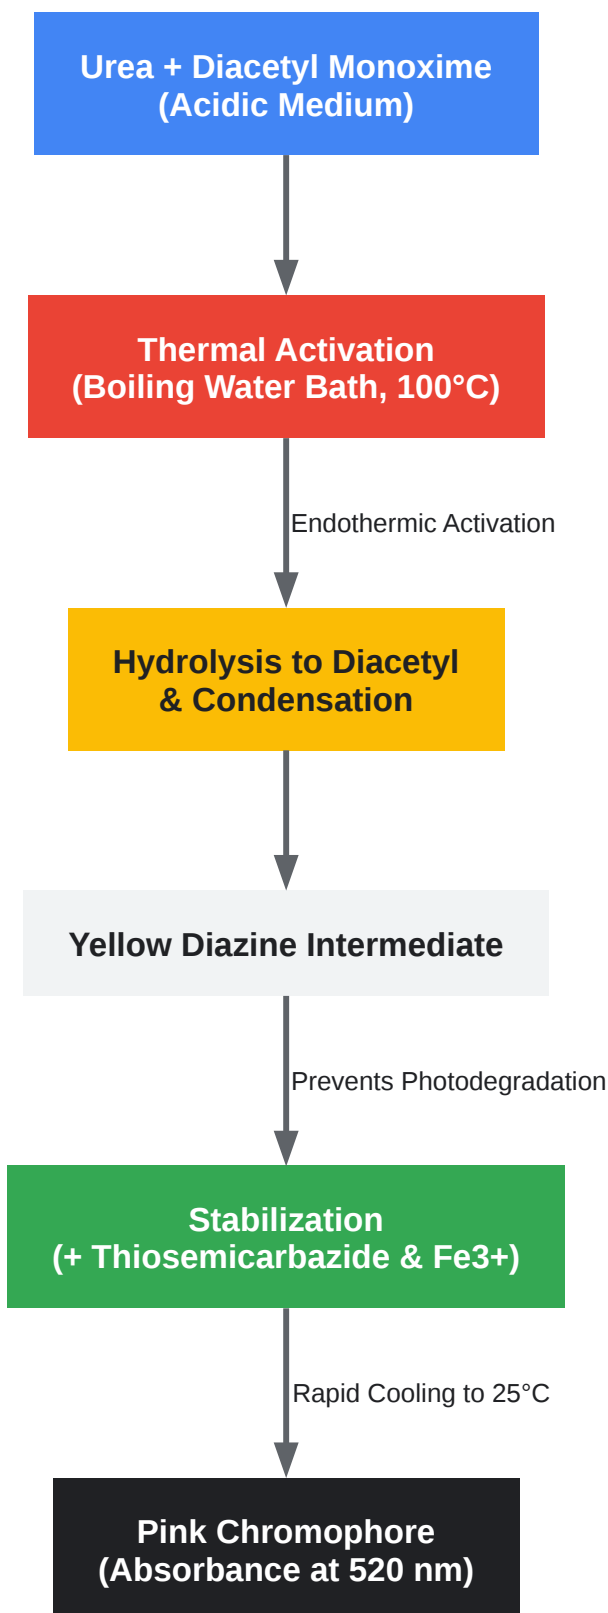 Urea + Diacetyl Monoxime
(Acidic Medium)
Thermal Activation
(Boiling Water Bath, 100°C)
Endothermic Activation
Hydrolysis to Diacetyl
& Condensation
Yellow Diazine Intermediate
Prevents Photodegradation
Stabilization
(+ Thiosemicarbazide & Fe3+)
Rapid Cooling to 25°C
Pink Chromophore
(Absorbance at 520 nm)